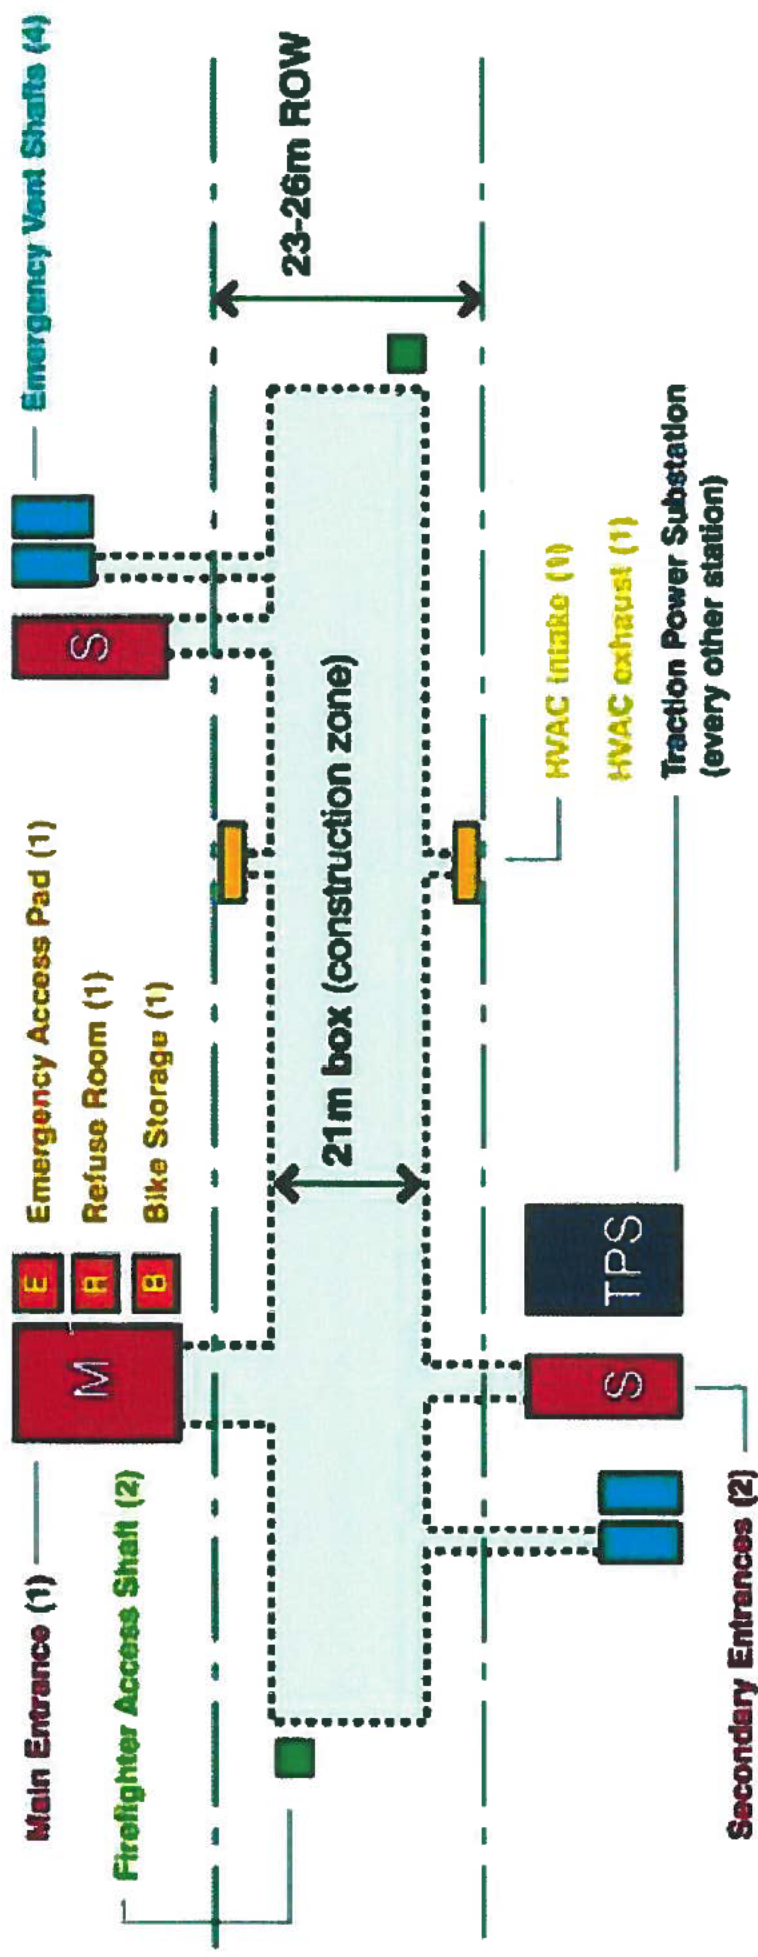 Main Entrance (1)
Firefighter Access Shaft (2)
M
E
R
B
Emergency Access Pad (1)
Refuse Room (1)
Bike Storage (1)
S
Emergency Vent Shafts (4)
23-26m ROW
21m box (construction zone)
S
TPS
Secondary Entrances (2)
HVAC intake (1)
HVAC exhaust (1)
Traction Power Substation
(every other station)